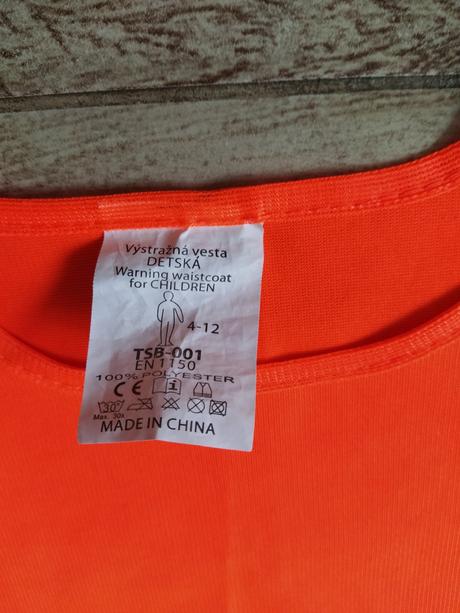 Výstražná vesta
DETSKÁ
Warning waistcoat
for CHILDREN
4-12
TSB-001
EN 1150
100% POLYESTER
CE i
30°
Max. 30x
MADE IN CHINA